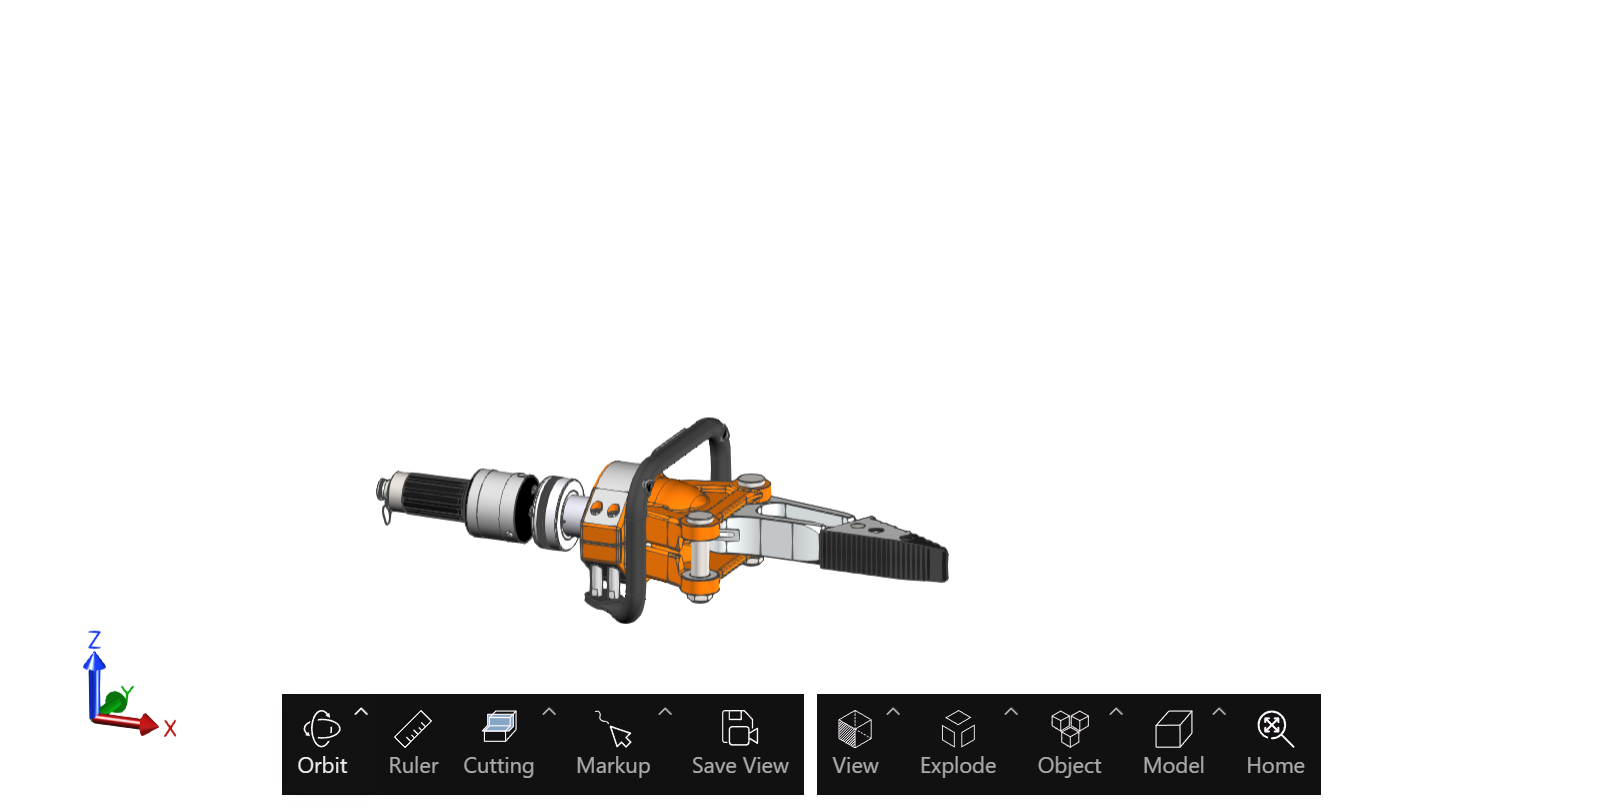 Z
Y
X
Orbit
Ruler
Cutting
Markup
Save View
View
Explode
Object
Model
Home